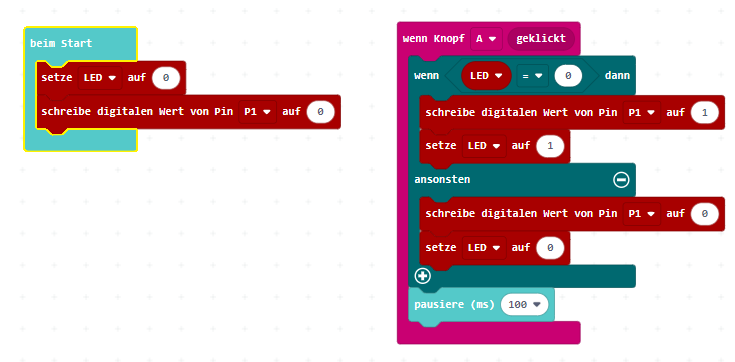 beim Start
setze LED auf 0
schreibe digitalen Wert von Pin P1 auf 0
wenn Knopf A geklickt
wenn LED = 0 dann
schreibe digitalen Wert von Pin P1 auf 1
setze LED auf 1
ansonsten
schreibe digitalen Wert von Pin P1 auf 0
setze LED auf 0
pausiere (ms) 100